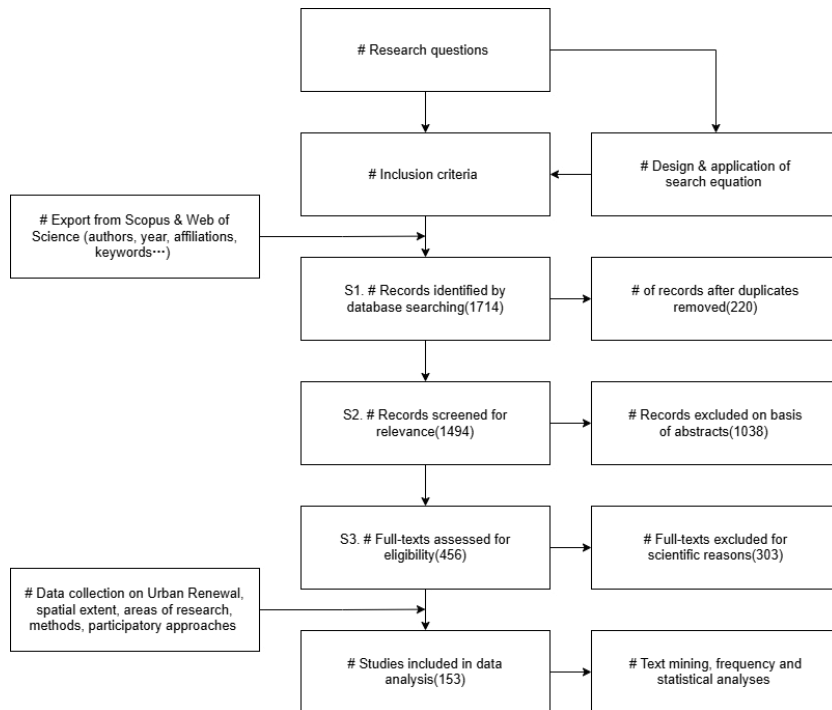 # Research questions
# Inclusion criteria
# Design & application of
search equation
# Export from Scopus & Web of
Science (authors, year, affiliations,
keywords⋯)
S1. # Records identified by
database searching(1714)
# of records after duplicates
removed(220)
S2. # Records screened for
relevance(1494)
# Records excluded on basis
of abstracts(1038)
S3. # Full-texts assessed for
eligibility(456)
# Full-texts excluded for
scientific reasons(303)
# Data collection on Urban Renewal,
spatial extent, areas of research,
methods, participatory approaches
# Studies included in data
analysis(153)
# Text mining, frequency and
statistical analyses